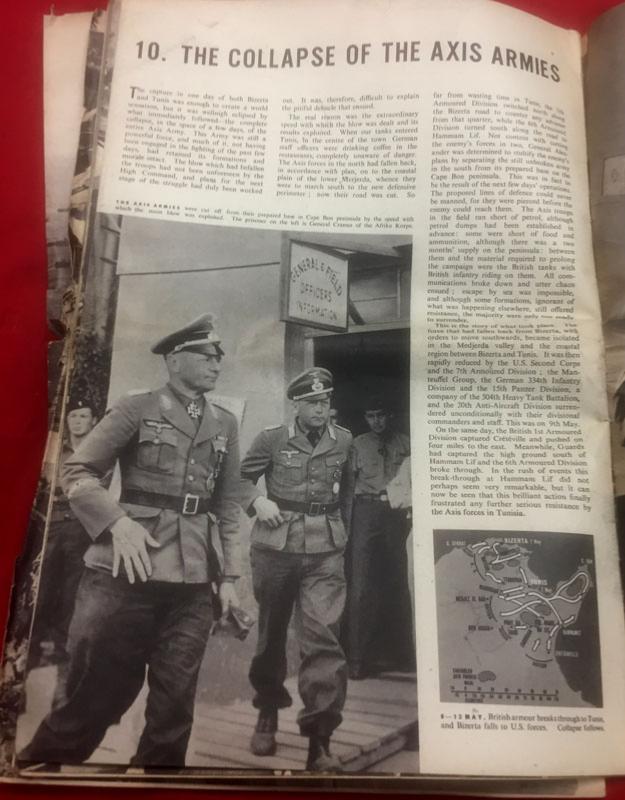 10. THE COLLAPSE OF THE AXIS ARMIES
The capture in one day of both Bizerta
and Tunis was enough to create a world
sensation, but it was wellnigh eclipsed by
what immediately followed—the complete
collapse, in the space of a few days, of the
entire Axis Army. This Army was still a
powerful force, and much of it, not having
been engaged in the fighting of the past few
days, had retained its formations and
morale intact. The blow which had befallen
the troops had not been unforeseen by the
High Command, and plans for the next
stage of the struggle had duly been worked
out. It was, therefore, difficult to explain
the pitiful debacle that ensued.
The real reason was the extraordinary
speed with which the blow was dealt and its
results exploited. When our tanks entered
Tunis, in the centre of the town German
staff officers were drinking coffee in the
restaurants, completely unaware of danger.
The Axis forces in the north had fallen back,
in accordance with plan, on to the coastal
plain of the lower Medjerda, whence they
were to march south to the new defensive
perimeter; now their road was cut. So
far from wasting time in Tunis, the 7th
Armoured Division switched north along
the Bizerta road to counter any
from that quarter, while the 6th Armoured
Division turned south along the road to
Hammam Lif. Not content with cutting
the enemy's forces in two, General
ander was determined to outstrip the enemy's
plans by separating the still unbroken army
in the south from its prepared base on the
Cape Bon peninsula. This was in fact to
be the result of the next few days' operations.
The proposed lines of defence could never
be manned, for they were pierced before the
enemy could reach them. The Axis troops
in the field ran short of petrol, although
petrol dumps had been established in
advance: some were short of food and
ammunition, although there was a two
months' supply on the peninsula: between
them and the material required to prolong
the campaign were the British tanks with
British infantry riding on them. All com-
munications broke down and utter chaos
ensued; escape by sea was impossible,
and although some formations, ignorant of
what was happening elsewhere, still offered
resistance, the majority were only too ready
to surrender.
This is the story of what took place. The
force that had fallen back from Bizerta, with
orders to move southwards, became isolated
in the Medjerda valley and the coastal
region between Bizerta and Tunis. It was then
rapidly reduced by the U.S. Second Corps
and the 7th Armoured Division; the Man-
teuffel Group, the German 334th Infantry
Division and the 15th Panzer Division, a
company of the 504th Heavy Tank Battalion,
and the 20th Anti-Aircraft Division surren-
dered unconditionally with their divisional
commanders and staff. This was on 9th May.
On the same day, the British 1st Armoured
Division captured Créteville and pushed on
four miles to the east. Meanwhile, Guards
had captured the high ground south of
Hammam Lif and the 6th Armoured Division
broke through. In the rush of events this
break-through at Hammam Lif did not
perhaps seem very remarkable, but it can
now be seen that this brilliant action finally
frustrated any further serious resistance by
the Axis forces in Tunisia.
THE AXIS ARMIES were cut off from their prepared base in Cape Bon peninsula by the speed with
which the main blow was exploited. The prisoner on the left is General Cramer of the Afrika Korps.
GENERAL & FIELD
OFFICERS
INFORMATION
BIZERTA
TUNIS
8—13 MAY. British armour breaks through to Tunis,
and Bizerta falls to U.S. forces. Collapse follows.